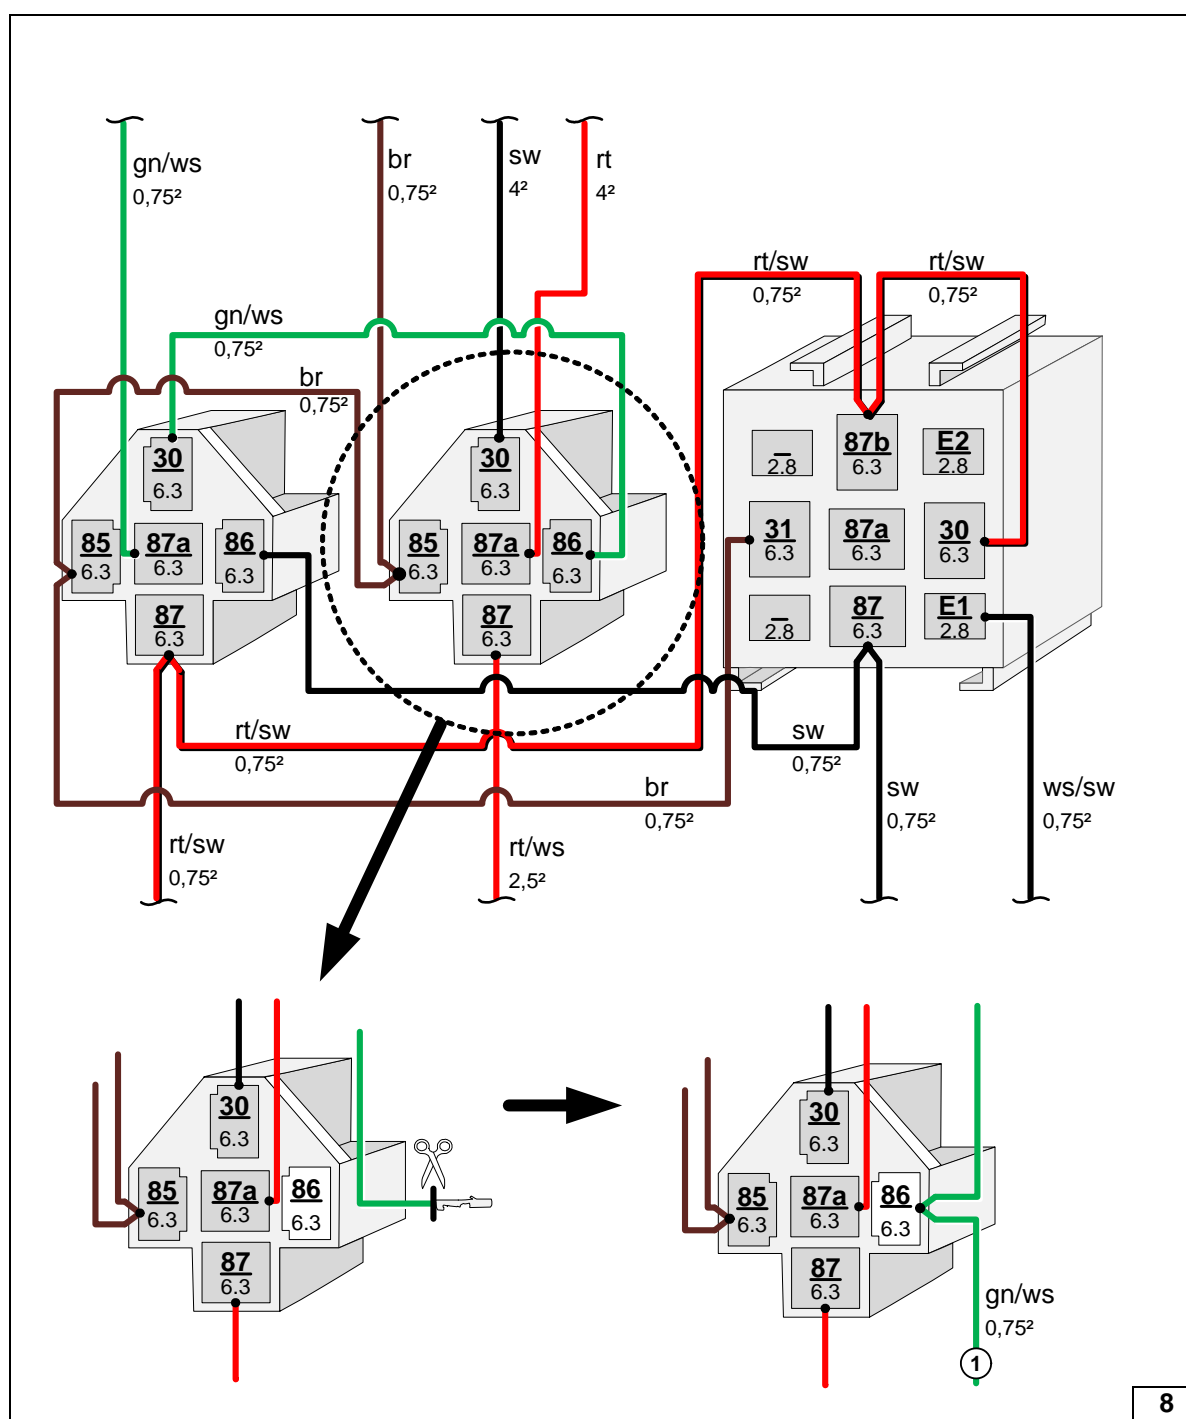 gn/ws
0,75²
br
0,75²
sw
4²
rt
4²
rt/sw
0,75²
rt/sw
0,75²
gn/ws
0,75²
br
0,75²
30
6.3
85
6.3
87a
6.3
86
6.3
87
6.3
30
6.3
85
6.3
87a
6.3
86
6.3
87
6.3
–
2.8
87b
6.3
E2
2.8
31
6.3
87a
6.3
30
6.3
–
2.8
87
6.3
E1
2.8
rt/sw
0,75²
sw
0,75²
br
0,75²
sw
0,75²
ws/sw
0,75²
rt/sw
0,75²
rt/ws
2,5²
30
6.3
85
6.3
87a
6.3
86
6.3
87
6.3
30
6.3
85
6.3
87a
6.3
86
6.3
87
6.3
gn/ws
0,75²
1
8